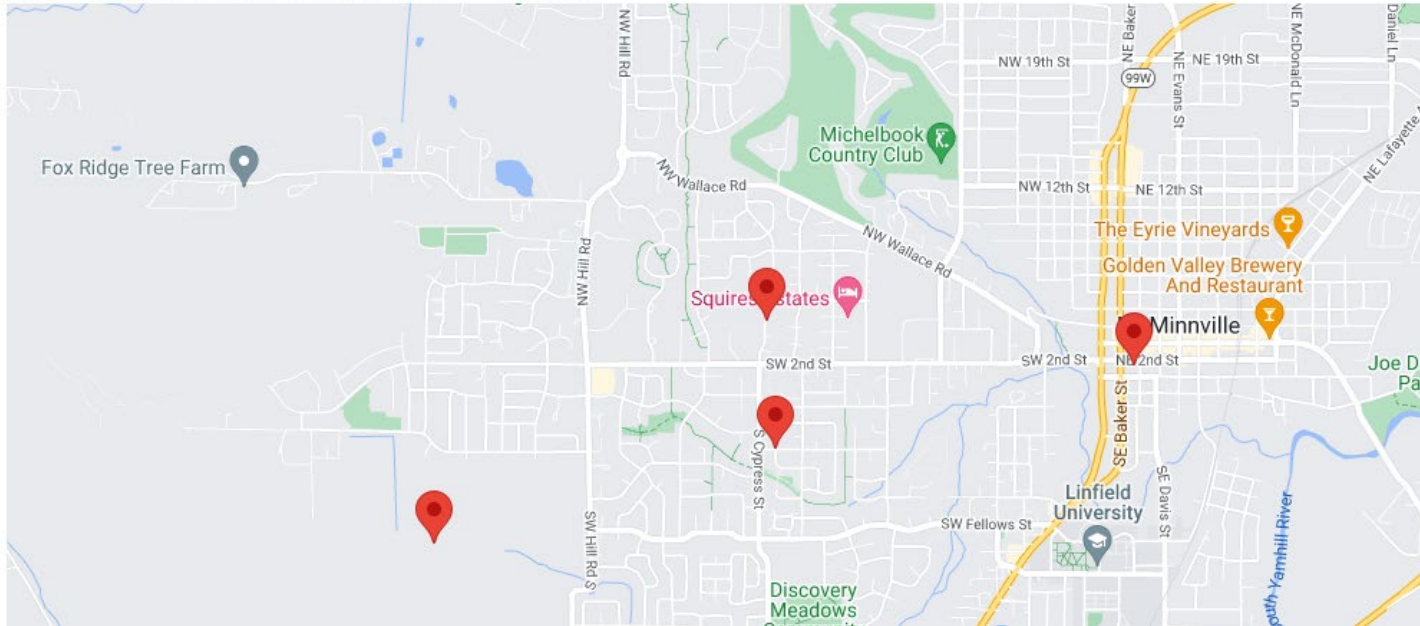 NW Hill Rd
NW Hill Rd
NW Wallace Rd
NW Wallace Rd
Michelbook
Country Club
Fox Ridge Tree Farm
NE Baker
99W
NE Evans St
NE McDonald Ln
Daniel Ln
NW 19th St
NE 19th St
NE Lafayette
NW 12th St
NE 12th St
The Eyrie Vineyards
Golden Valley Brewery
And Restaurant
Minnville
Squires
states
SW 2nd St
SW 2nd St
NE 2nd St
Joe D
Pa
SE Baker St
S Cypress St
SE Davis St
Linfield
University
SW Fellows St
SW Hill Rd S
outh Yamhill River
Discovery
Meadows